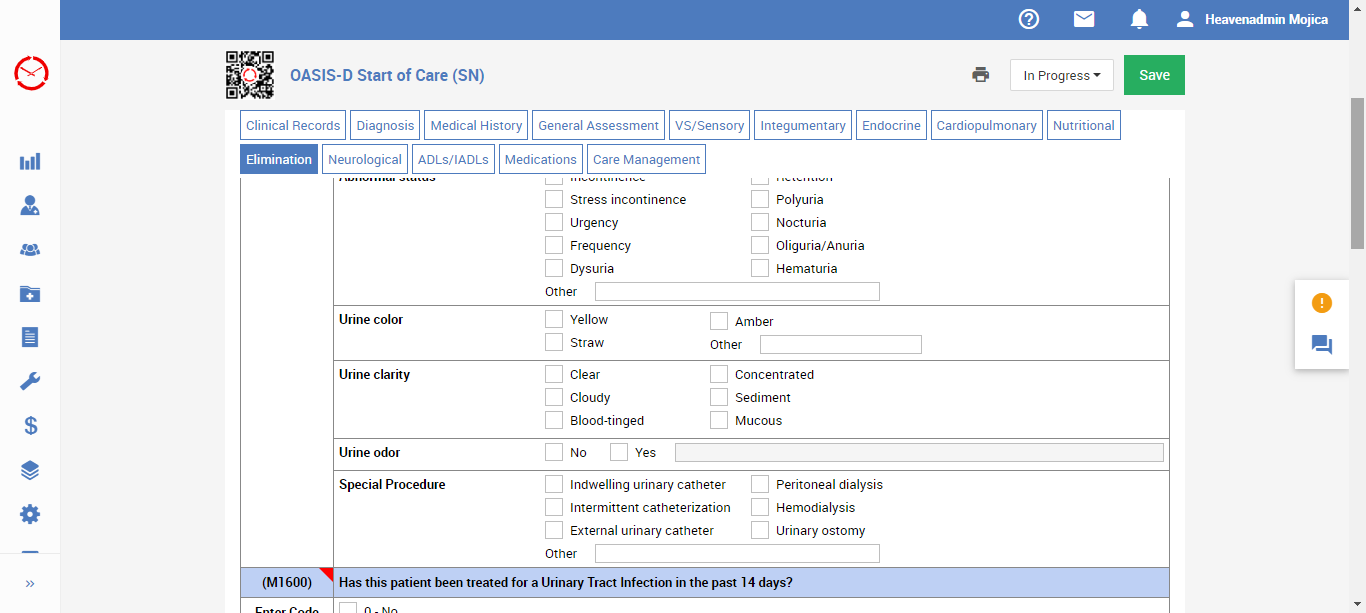 Heavenadmin Mojica
OASIS-D Start of Care (SN)
In Progress
Save
Clinical Records
Diagnosis
Medical History
General Assessment
VS/Sensory
Integumentary
Endocrine
Cardiopulmonary
Nutritional
Elimination
Neurological
ADLs/IADLs
Medications
Care Management
Abnormal status
Incontinence
Retention
Stress incontinence
Polyuria
Urgency
Nocturia
Frequency
Oliguria/Anuria
Dysuria
Hematuria
Other
Urine color
Yellow
Amber
Straw
Other
Urine clarity
Clear
Concentrated
Cloudy
Sediment
Blood-tinged
Mucous
Urine odor
No
Yes
Special Procedure
Indwelling urinary catheter
Peritoneal dialysis
Intermittent catheterization
Hemodialysis
External urinary catheter
Urinary ostomy
Other
(M1600)
Has this patient been treated for a Urinary Tract Infection in the past 14 days?
Enter Code
0 - No